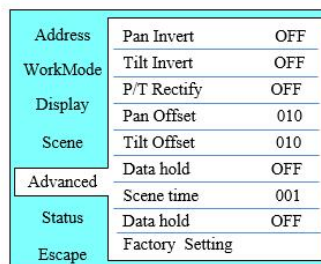 Address
WorkMode
Display
Scene
Advanced
Status
Escape
Pan Invert OFF
Tilt Invert OFF
P/T Rectify OFF
Pan Offset 010
Tilt Offset 010
Data hold OFF
Scene time 001
Data hold OFF
Factory Setting